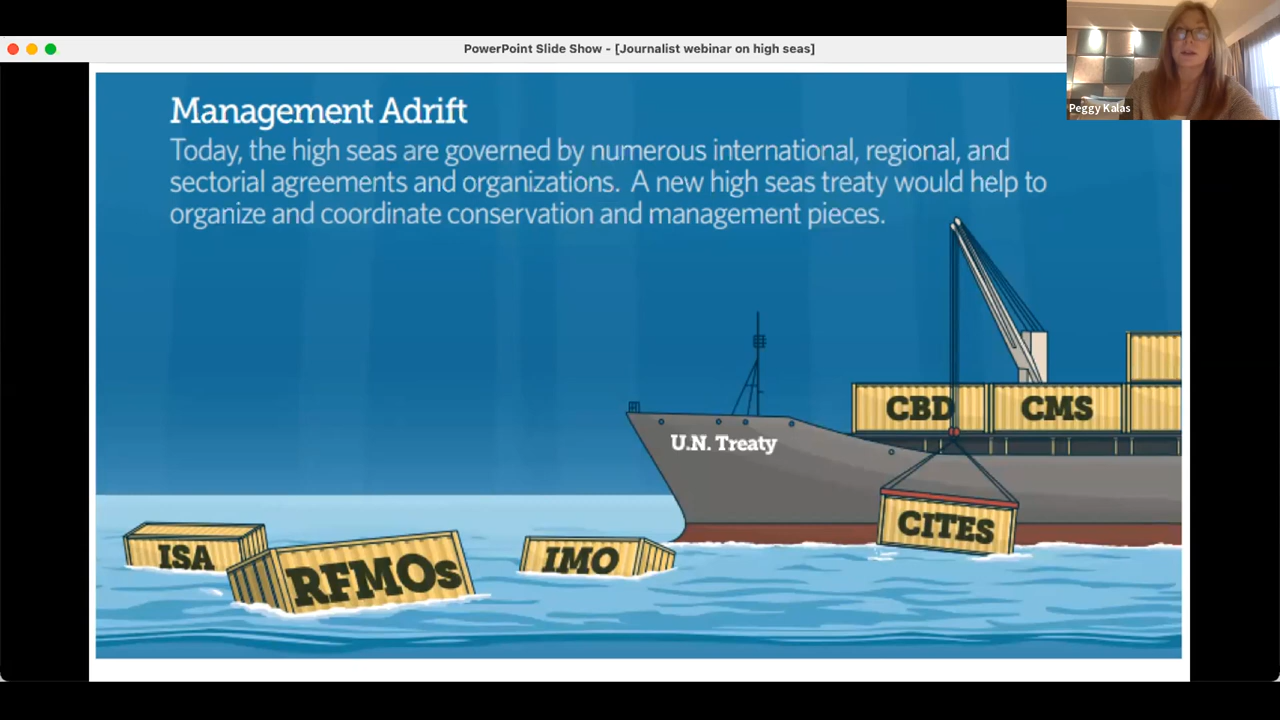 PowerPoint Slide Show - [Journalist webinar on high seas]
Peggy Kalas
Management Adrift
Today, the high seas are governed by numerous international, regional, and
sectorial agreements and organizations. A new high seas treaty would help to
organize and coordinate conservation and management pieces.
CBD
CMS
U.N. Treaty
CITES
ISA
RFMOs
IMO